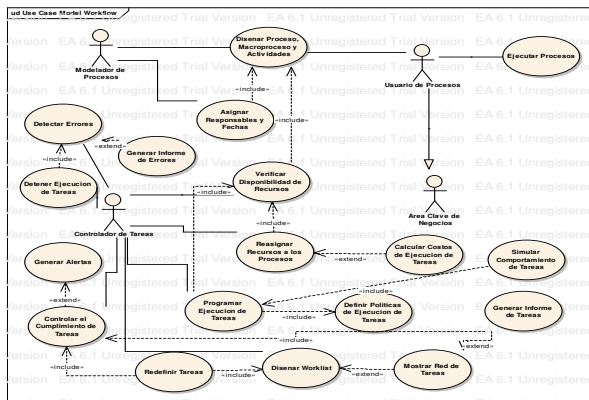 ud Use Case Model Workflow
EA 6.1 Unregistered Trial Version
Disenar Proceso,
Macroproceso y
Actividades
Modelador de
Procesos
Usuario de Procesos
Ejecutar Procesos
«include»
«include»
Asignar
Responsables y
Fechas
Detectar Errores
«extend»
Generar Informe
de Errores
«include»
Detener Ejecucion
de Tareas
Verificar
Disponibilidad de
Recursos
«include»
«include»
Area Clave de
Negocios
Controlador de Tareas
Reasignar
Recursos a los
Procesos
«extend»
Calcular Costos
de Ejecucion de
Tareas
Simular
Comportamiento
de Tareas
Generar Alertas
«extend»
«include»
Programar
Ejecucion de
Tareas
«include»
Definir Politicas
de Ejecucion de
Tareas
Generar Informe
de Tareas
Controlar el
Cumplimiento de
Tareas
«include»
«extend»
«include»
Redefinir Tareas
«include»
Disenar Worklist
«extend»
Mostrar Red de
Tareas